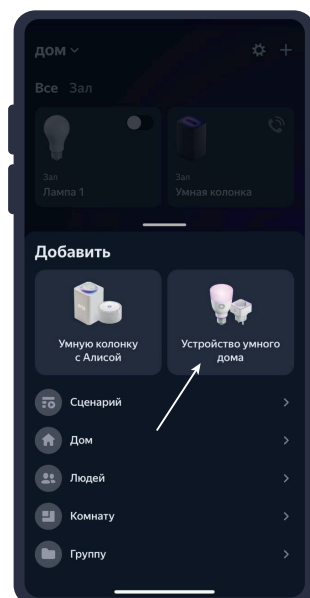 дом
Все Зал
Зал
Лампа 1
Зал
Умная колонка
Добавить
Умную колонку
с Алисой
Устройство умного
дома
Сценарий
Дом
Людей
Комнату
Группу